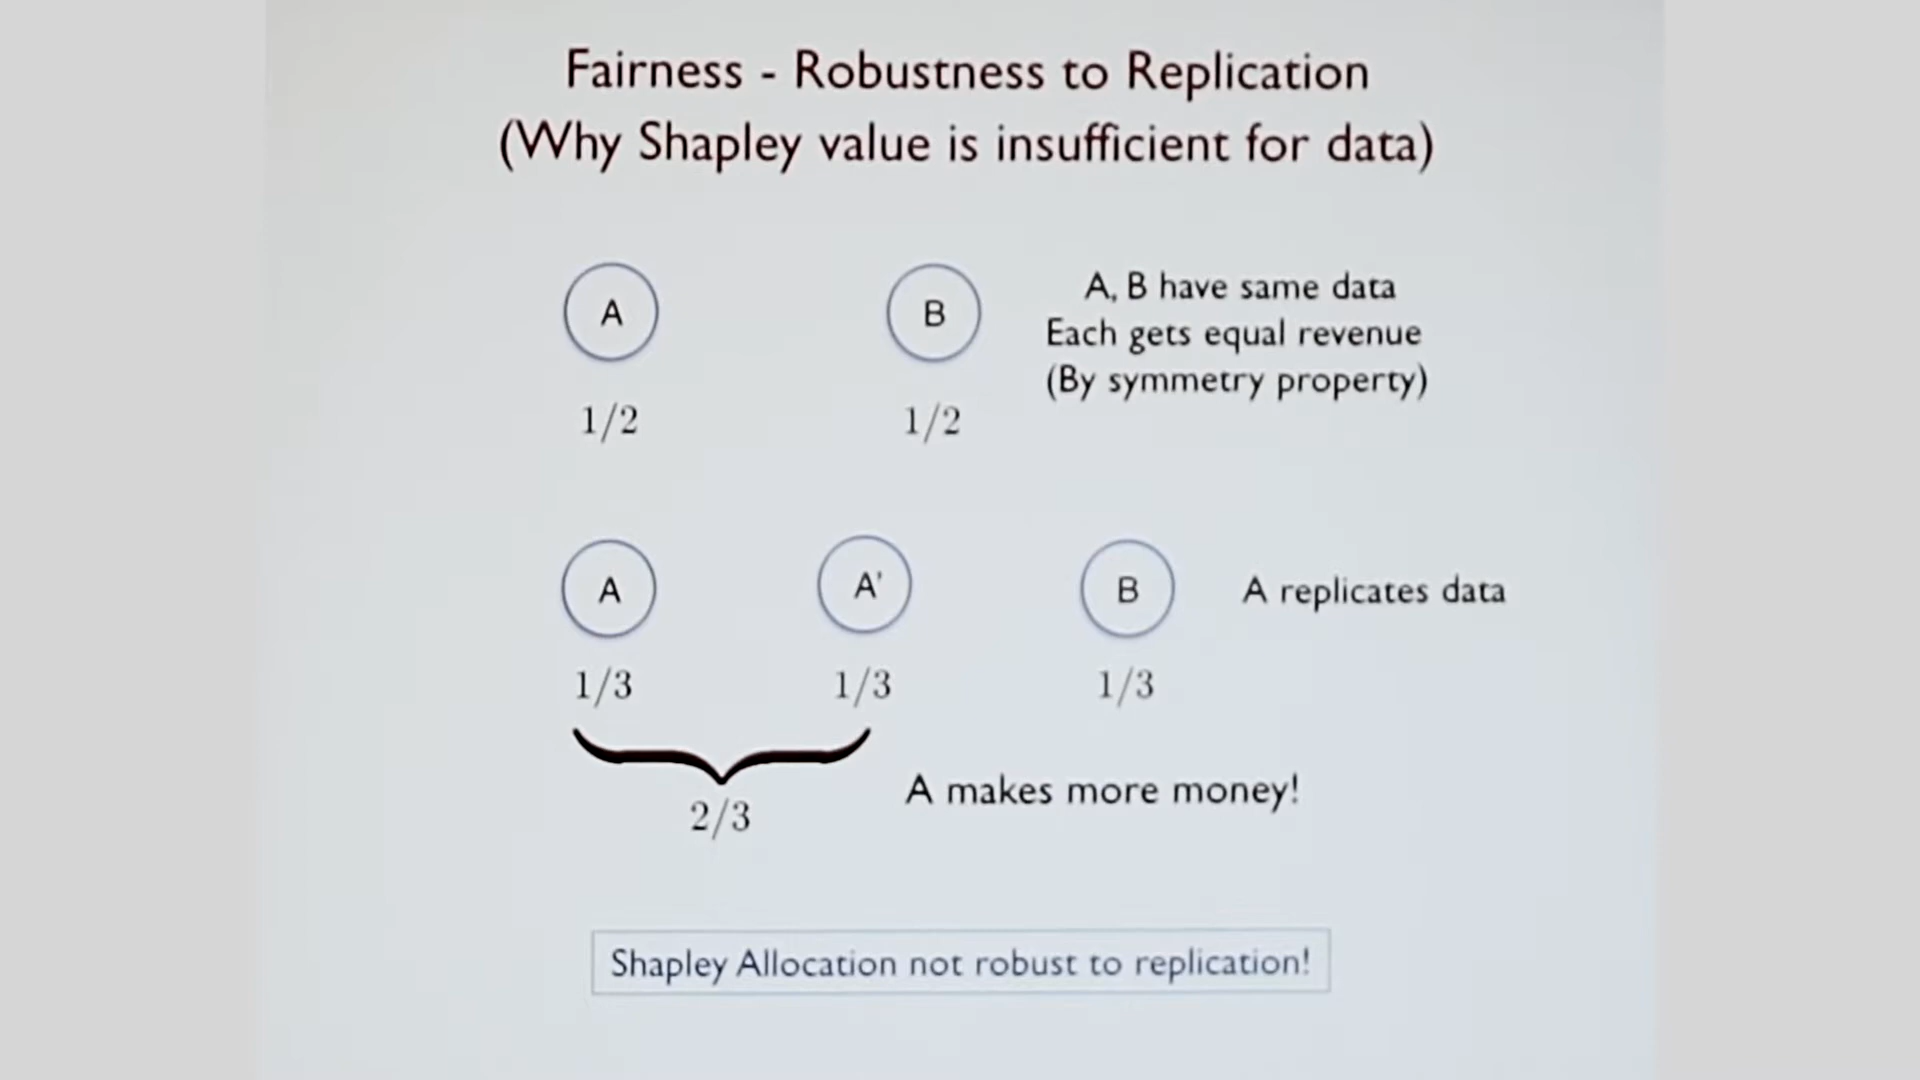 Fairness - Robustness to Replication
(Why Shapley value is insufficient for data)
A
B
A, B have same data
Each gets equal revenue
(By symmetry property)
1/2
1/2
A
A'
B
A replicates data
1/3
1/3
1/3
2/3
A makes more money!
Shapley Allocation not robust to replication!